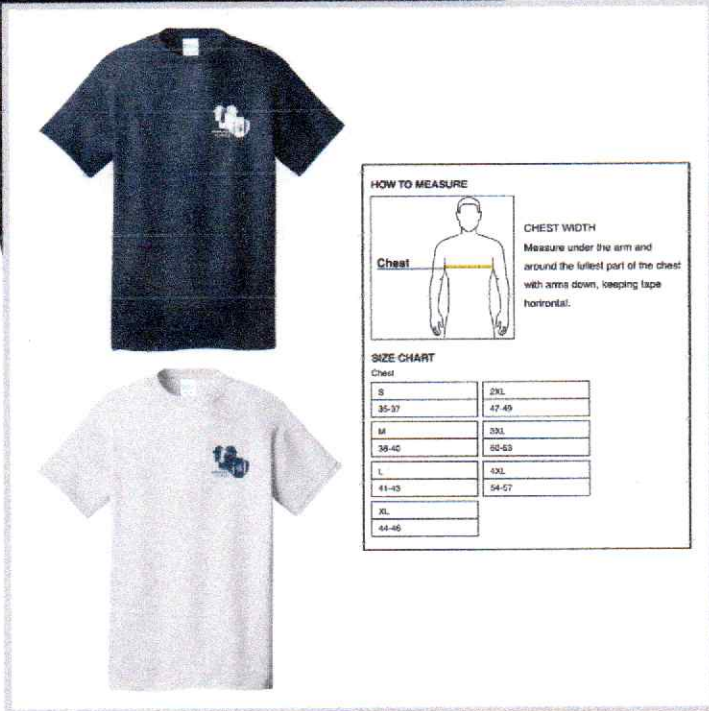 HOW TO MEASURE
Chest
CHEST WIDTH
Measure under the arm and
around the fullest part of the chest
with arms down, keeping tape
horirontal.
SIZE CHART
Chest
S
35-37
M
38-40
L
41-43
XL
44-46
2XL
47-49
3XL
50-53
4XL
54-57